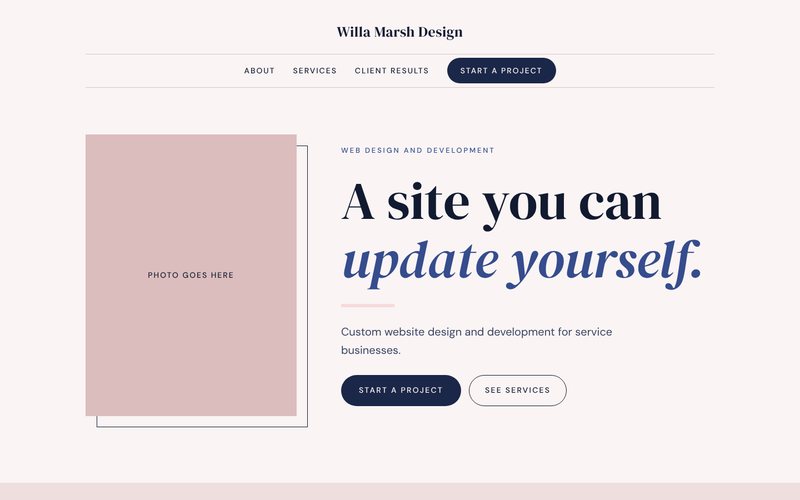 Willa Marsh Design
ABOUT SERVICES CLIENT RESULTS START A PROJECT
PHOTO GOES HERE
WEB DESIGN AND DEVELOPMENT
A site you can
update yourself.
Custom website design and development for service
businesses.
START A PROJECT SEE SERVICES